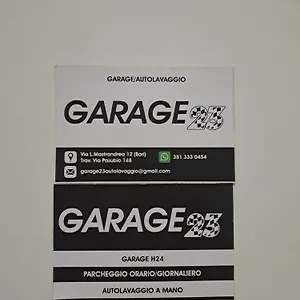 GARAGE/AUTOLAVAGGIO
GARAGE 23
Via L.Mastrandrea 12 (Bari)
Trav. Via Pasubio 148
351 333 0454
garage23autolavaggio@gmail.com
GARAGE 23
GARAGE H24
PARCHEGGIO ORARIO/GIORNALIERO
AUTOLAVAGGIO A MANO